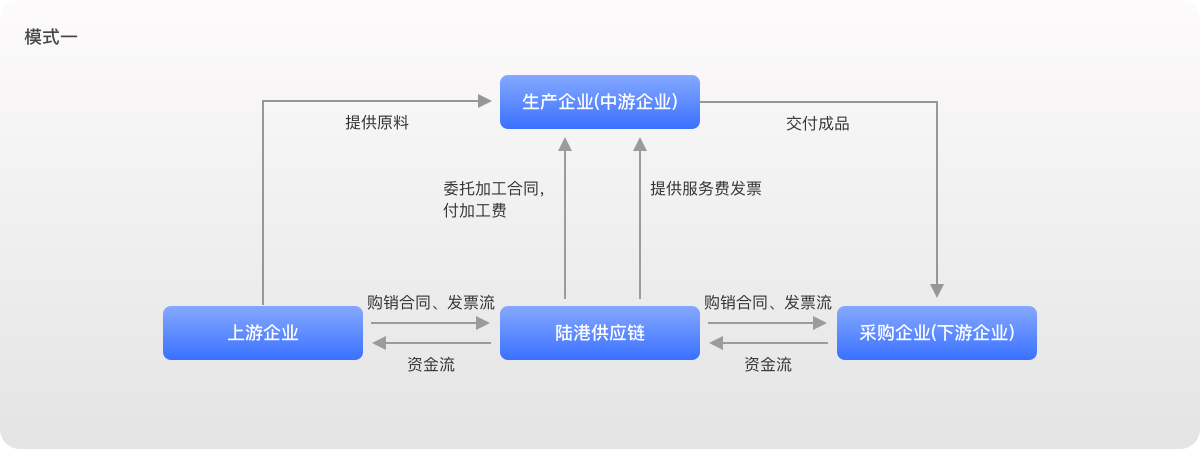 模式一
生产企业(中游企业)
提供原料
交付成品
委托加工合同，
付加工费
提供服务费发票
购销合同、发票流
购销合同、发票流
上游企业
陆港供应链
采购企业(下游企业)
资金流
资金流